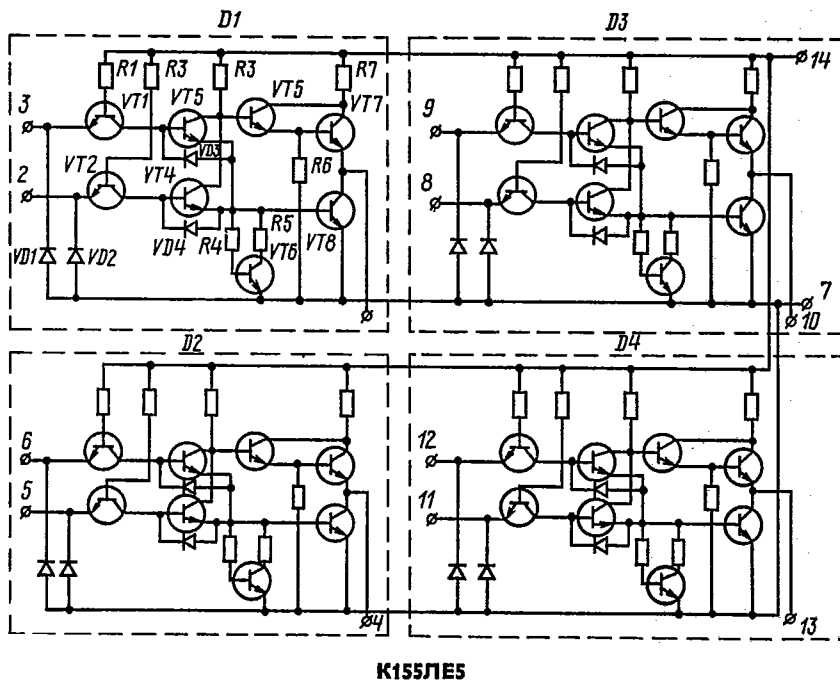 D1
D3
R1 R3 R3 R7
VT1 VT5 VT5 VT7
14
3
9
VD3
VT2 VT4 R6
2
8
VD1 VD2 VD4 R4 R5 VT6 VT8
7
10
D2
D4
6
12
5
11
4
13
К155ЛЕ5